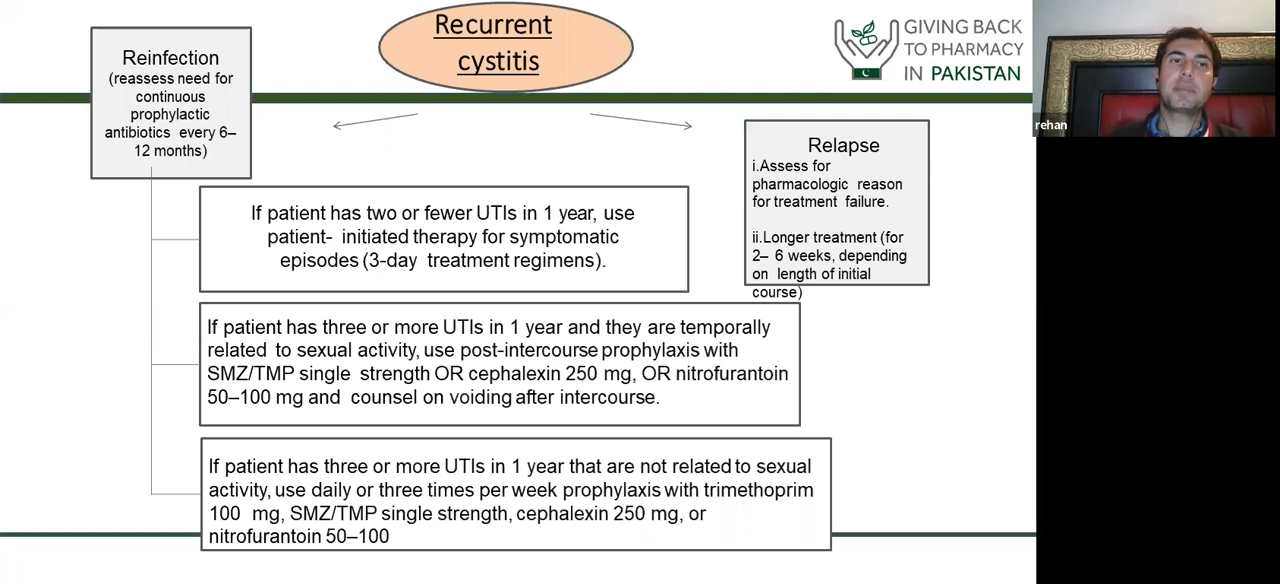 Recurrent
cystitis
GIVING BACK
TO PHARMACY
IN PAKISTAN
rehan
Reinfection
(reassess need for
continuous
prophylactic
antibiotics every 6–
12 months)
Relapse
i.Assess for
pharmacologic reason
for treatment failure.
ii.Longer treatment (for
2– 6 weeks, depending
on length of initial
course)
If patient has two or fewer UTIs in 1 year, use
patient- initiated therapy for symptomatic
episodes (3-day treatment regimens).
If patient has three or more UTIs in 1 year and they are temporally
related to sexual activity, use post-intercourse prophylaxis with
SMZ/TMP single strength OR cephalexin 250 mg, OR nitrofurantoin
50–100 mg and counsel on voiding after intercourse.
If patient has three or more UTIs in 1 year that are not related to sexual
activity, use daily or three times per week prophylaxis with trimethoprim
100 mg, SMZ/TMP single strength, cephalexin 250 mg, or
nitrofurantoin 50–100